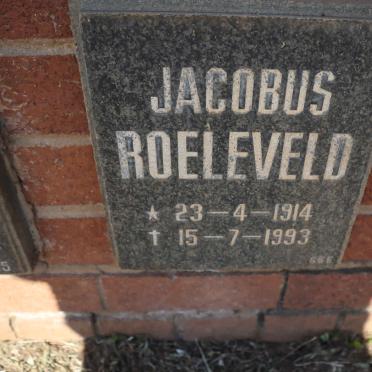 JACOBUS
ROELEVELD
★ 23-4-1914
✝ 15-7-1993